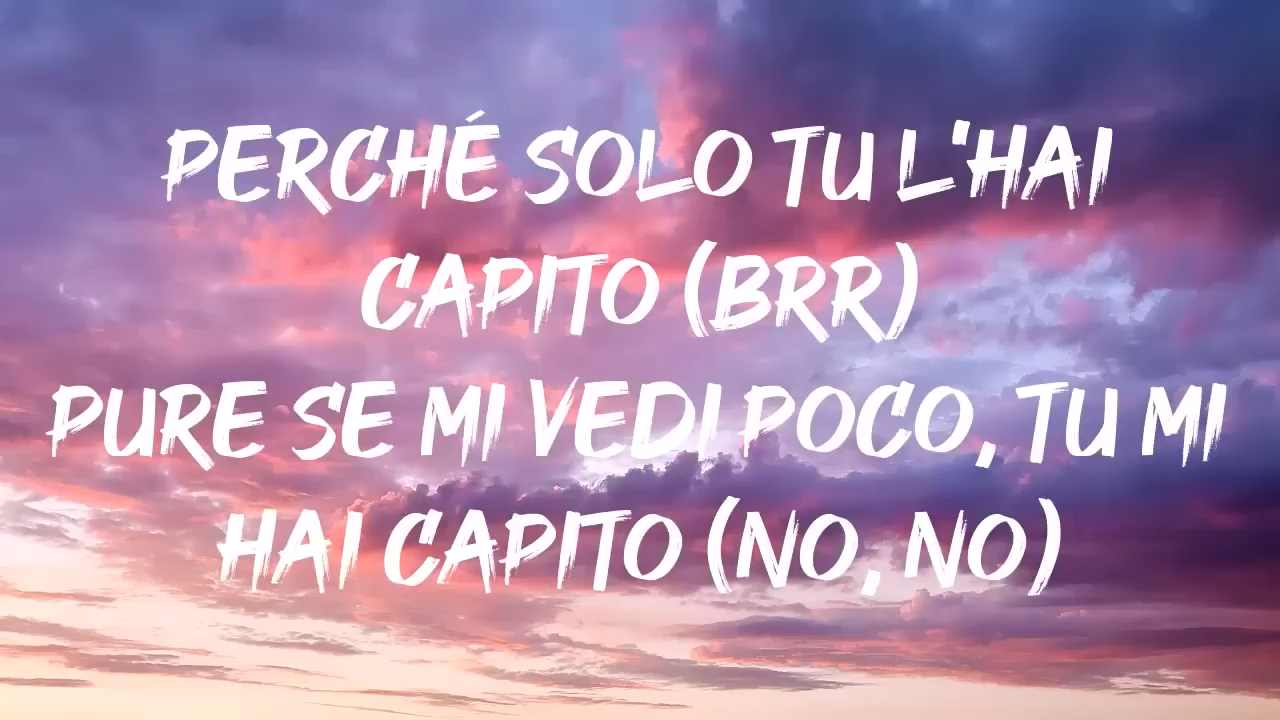 PERCHÉ SOLO TU L'HAI
CAPITO (BRR)
PURE SE MI VEDI POCO, TU MI
HAI CAPITO (NO, NO)